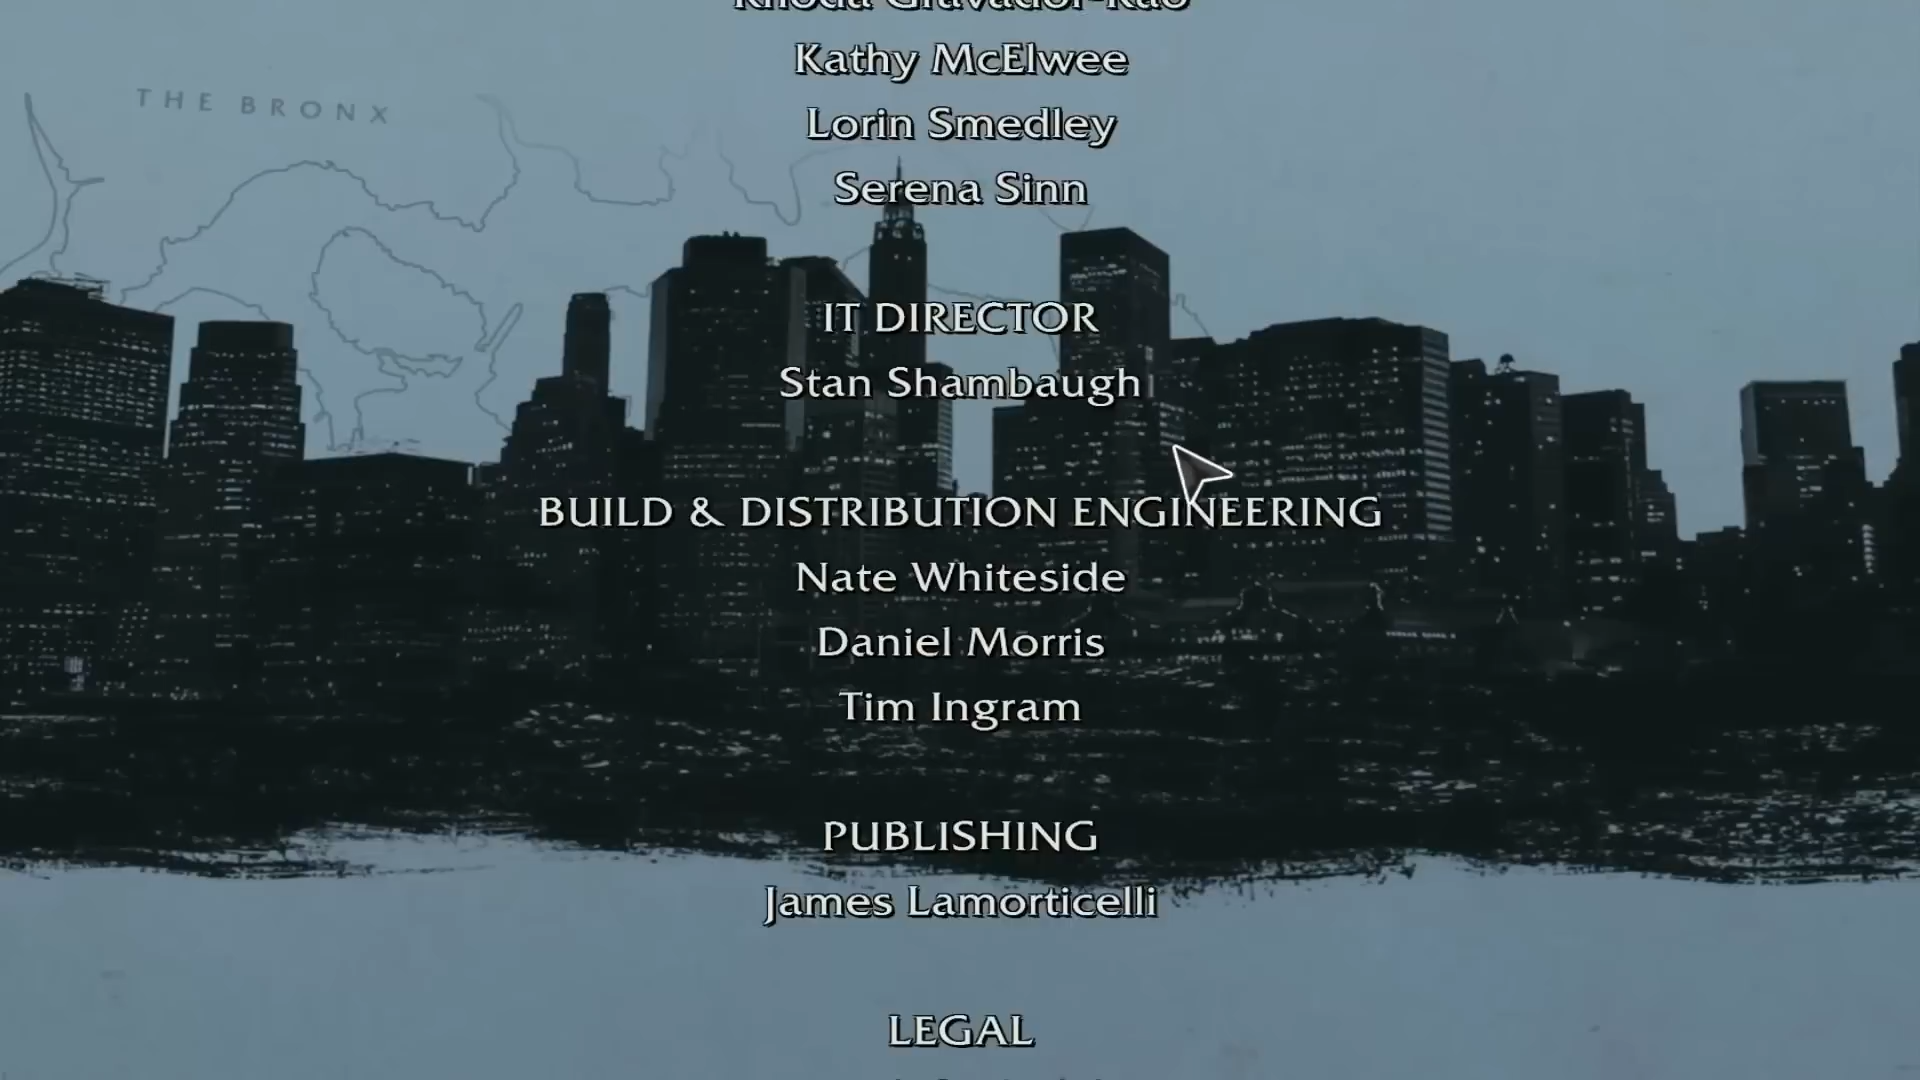 THE BRONX
Kathy McElwee
Lorin Smedley
Serena Sinn
IT DIRECTOR
Stan Shambaugh
BUILD & DISTRIBUTION ENGINEERING
Nate Whiteside
Daniel Morris
Tim Ingram
PUBLISHING
James Lamorticelli
LEGAL